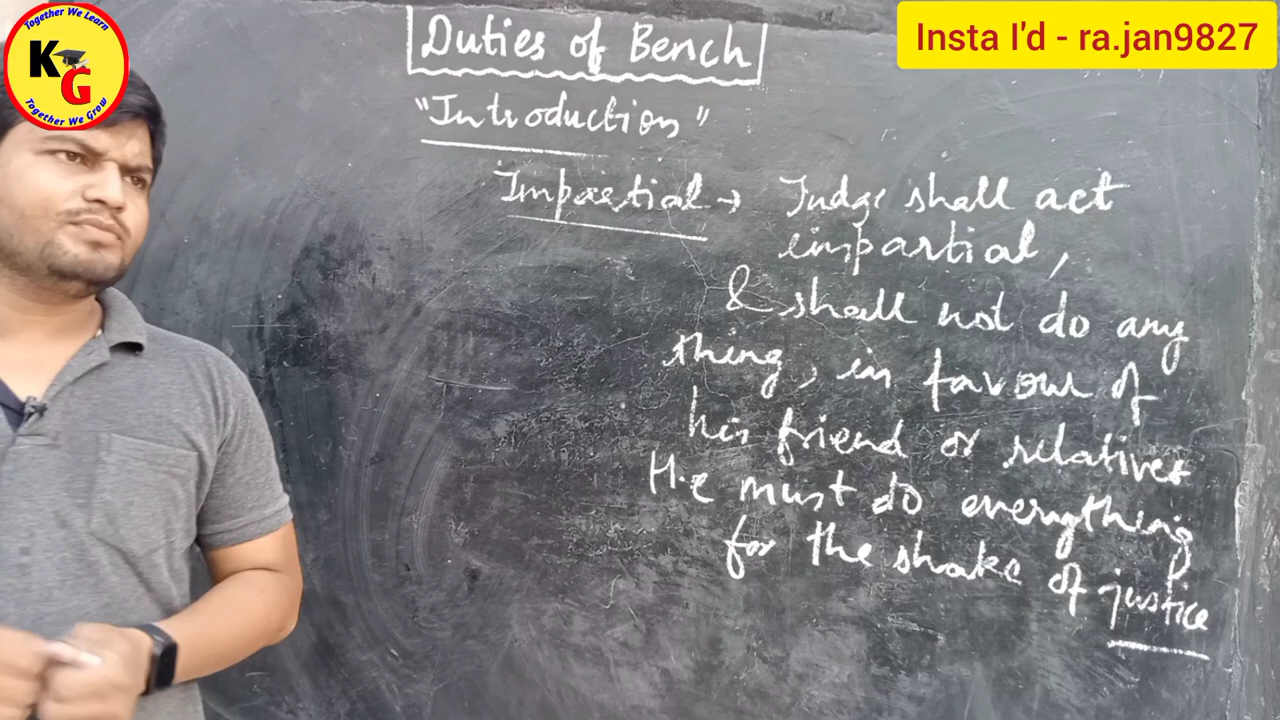 Together We Learn
KG
Together We Grow
Insta I'd - ra.jan9827
Duties of Bench
"Introduction"
Impartial → Judge shall act
impartial,
& shall not do any
thing, in favour of
his friend or relatives
He must do everything
for the shake of justice